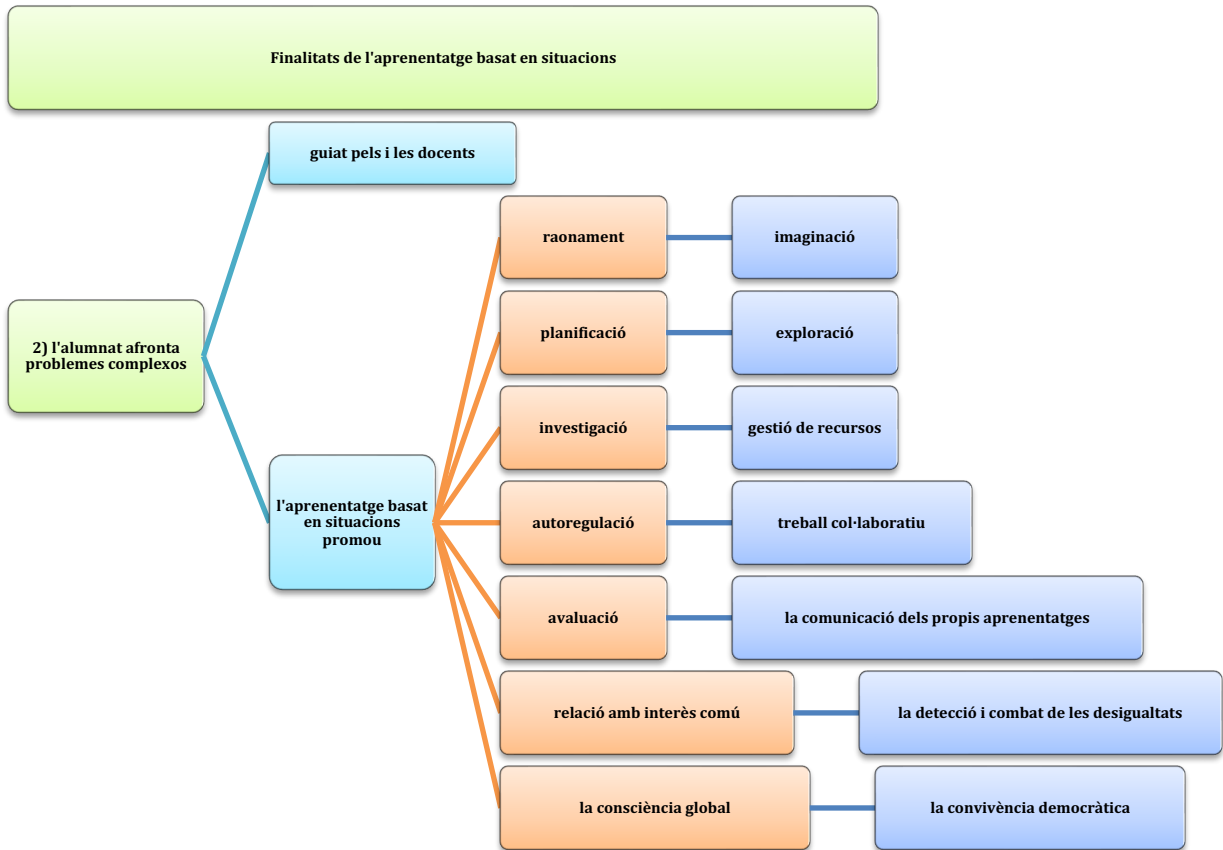 Finalitats de l'aprenentatge basat en situacions
guiat pels i les docents
raonament
imaginació
2) l'alumnat afronta
problemes complexos
planificació
exploració
investigació
gestió de recursos
l'aprenentatge basat
en situacions
promou
autoregulació
treball col·laboratiu
avaluació
la comunicació dels propis aprenentatges
relació amb interès comú
la detecció i combat de les desigualtats
la consciència global
la convivència democràtica